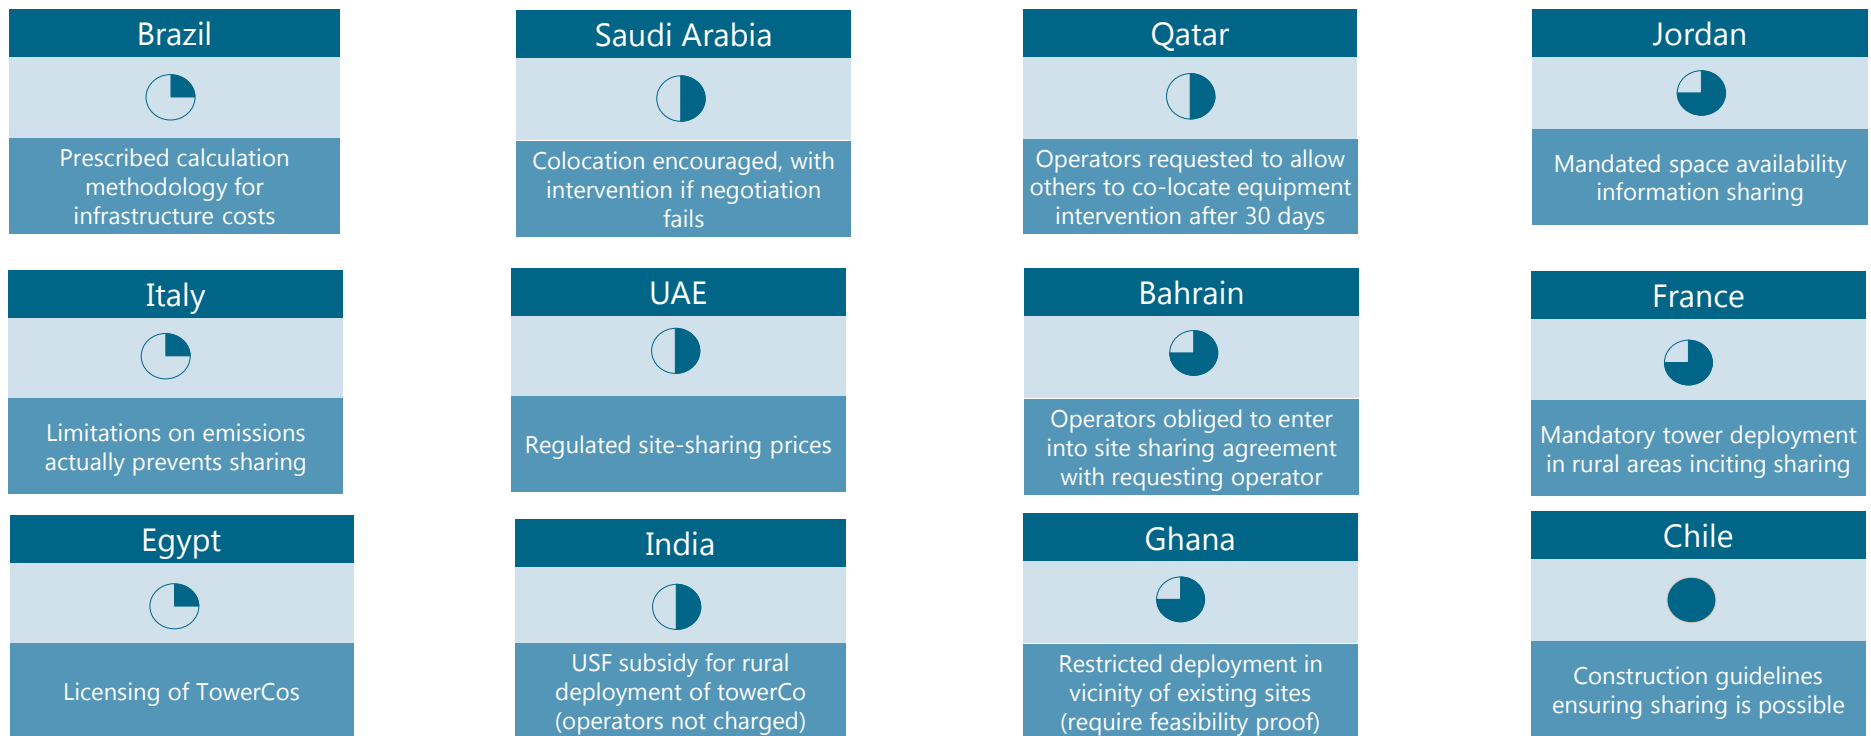 Brazil
Prescribed calculation
methodology for
infrastructure costs
Saudi Arabia
Colocation encouraged, with
intervention if negotiation
fails
Qatar
Operators requested to allow
others to co-locate equipment
intervention after 30 days
Jordan
Mandated space availability
information sharing
Italy
Limitations on emissions
actually prevents sharing
UAE
Regulated site-sharing prices
Bahrain
Operators obliged to enter
into site sharing agreement
with requesting operator
France
Mandatory tower deployment
in rural areas inciting sharing
Egypt
Licensing of TowerCos
India
USF subsidy for rural
deployment of towerCo
(operators not charged)
Ghana
Restricted deployment in
vicinity of existing sites
(require feasibility proof)
Chile
Construction guidelines
ensuring sharing is possible